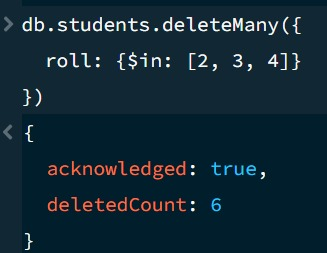 > db.students.deleteMany({
roll: {$in: [2, 3, 4]}
})
< {
acknowledged: true,
deletedCount: 6
}